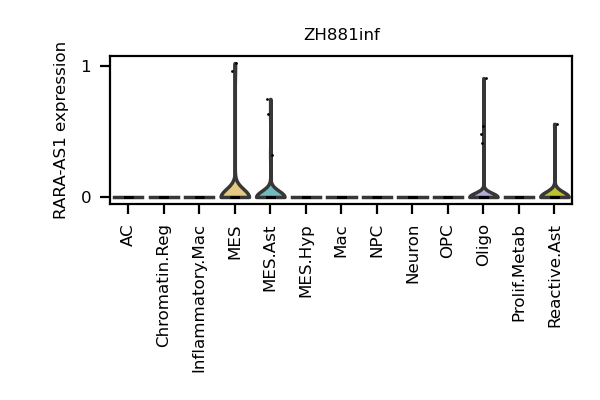 ZH881inf
RARA-AS1 expression
1
0
AC
Chromatin.Reg
Inflammatory.Mac
MES
MES.Ast
MES.Hyp
Mac
NPC
Neuron
OPC
Oligo
Prolif.Metab
Reactive.Ast